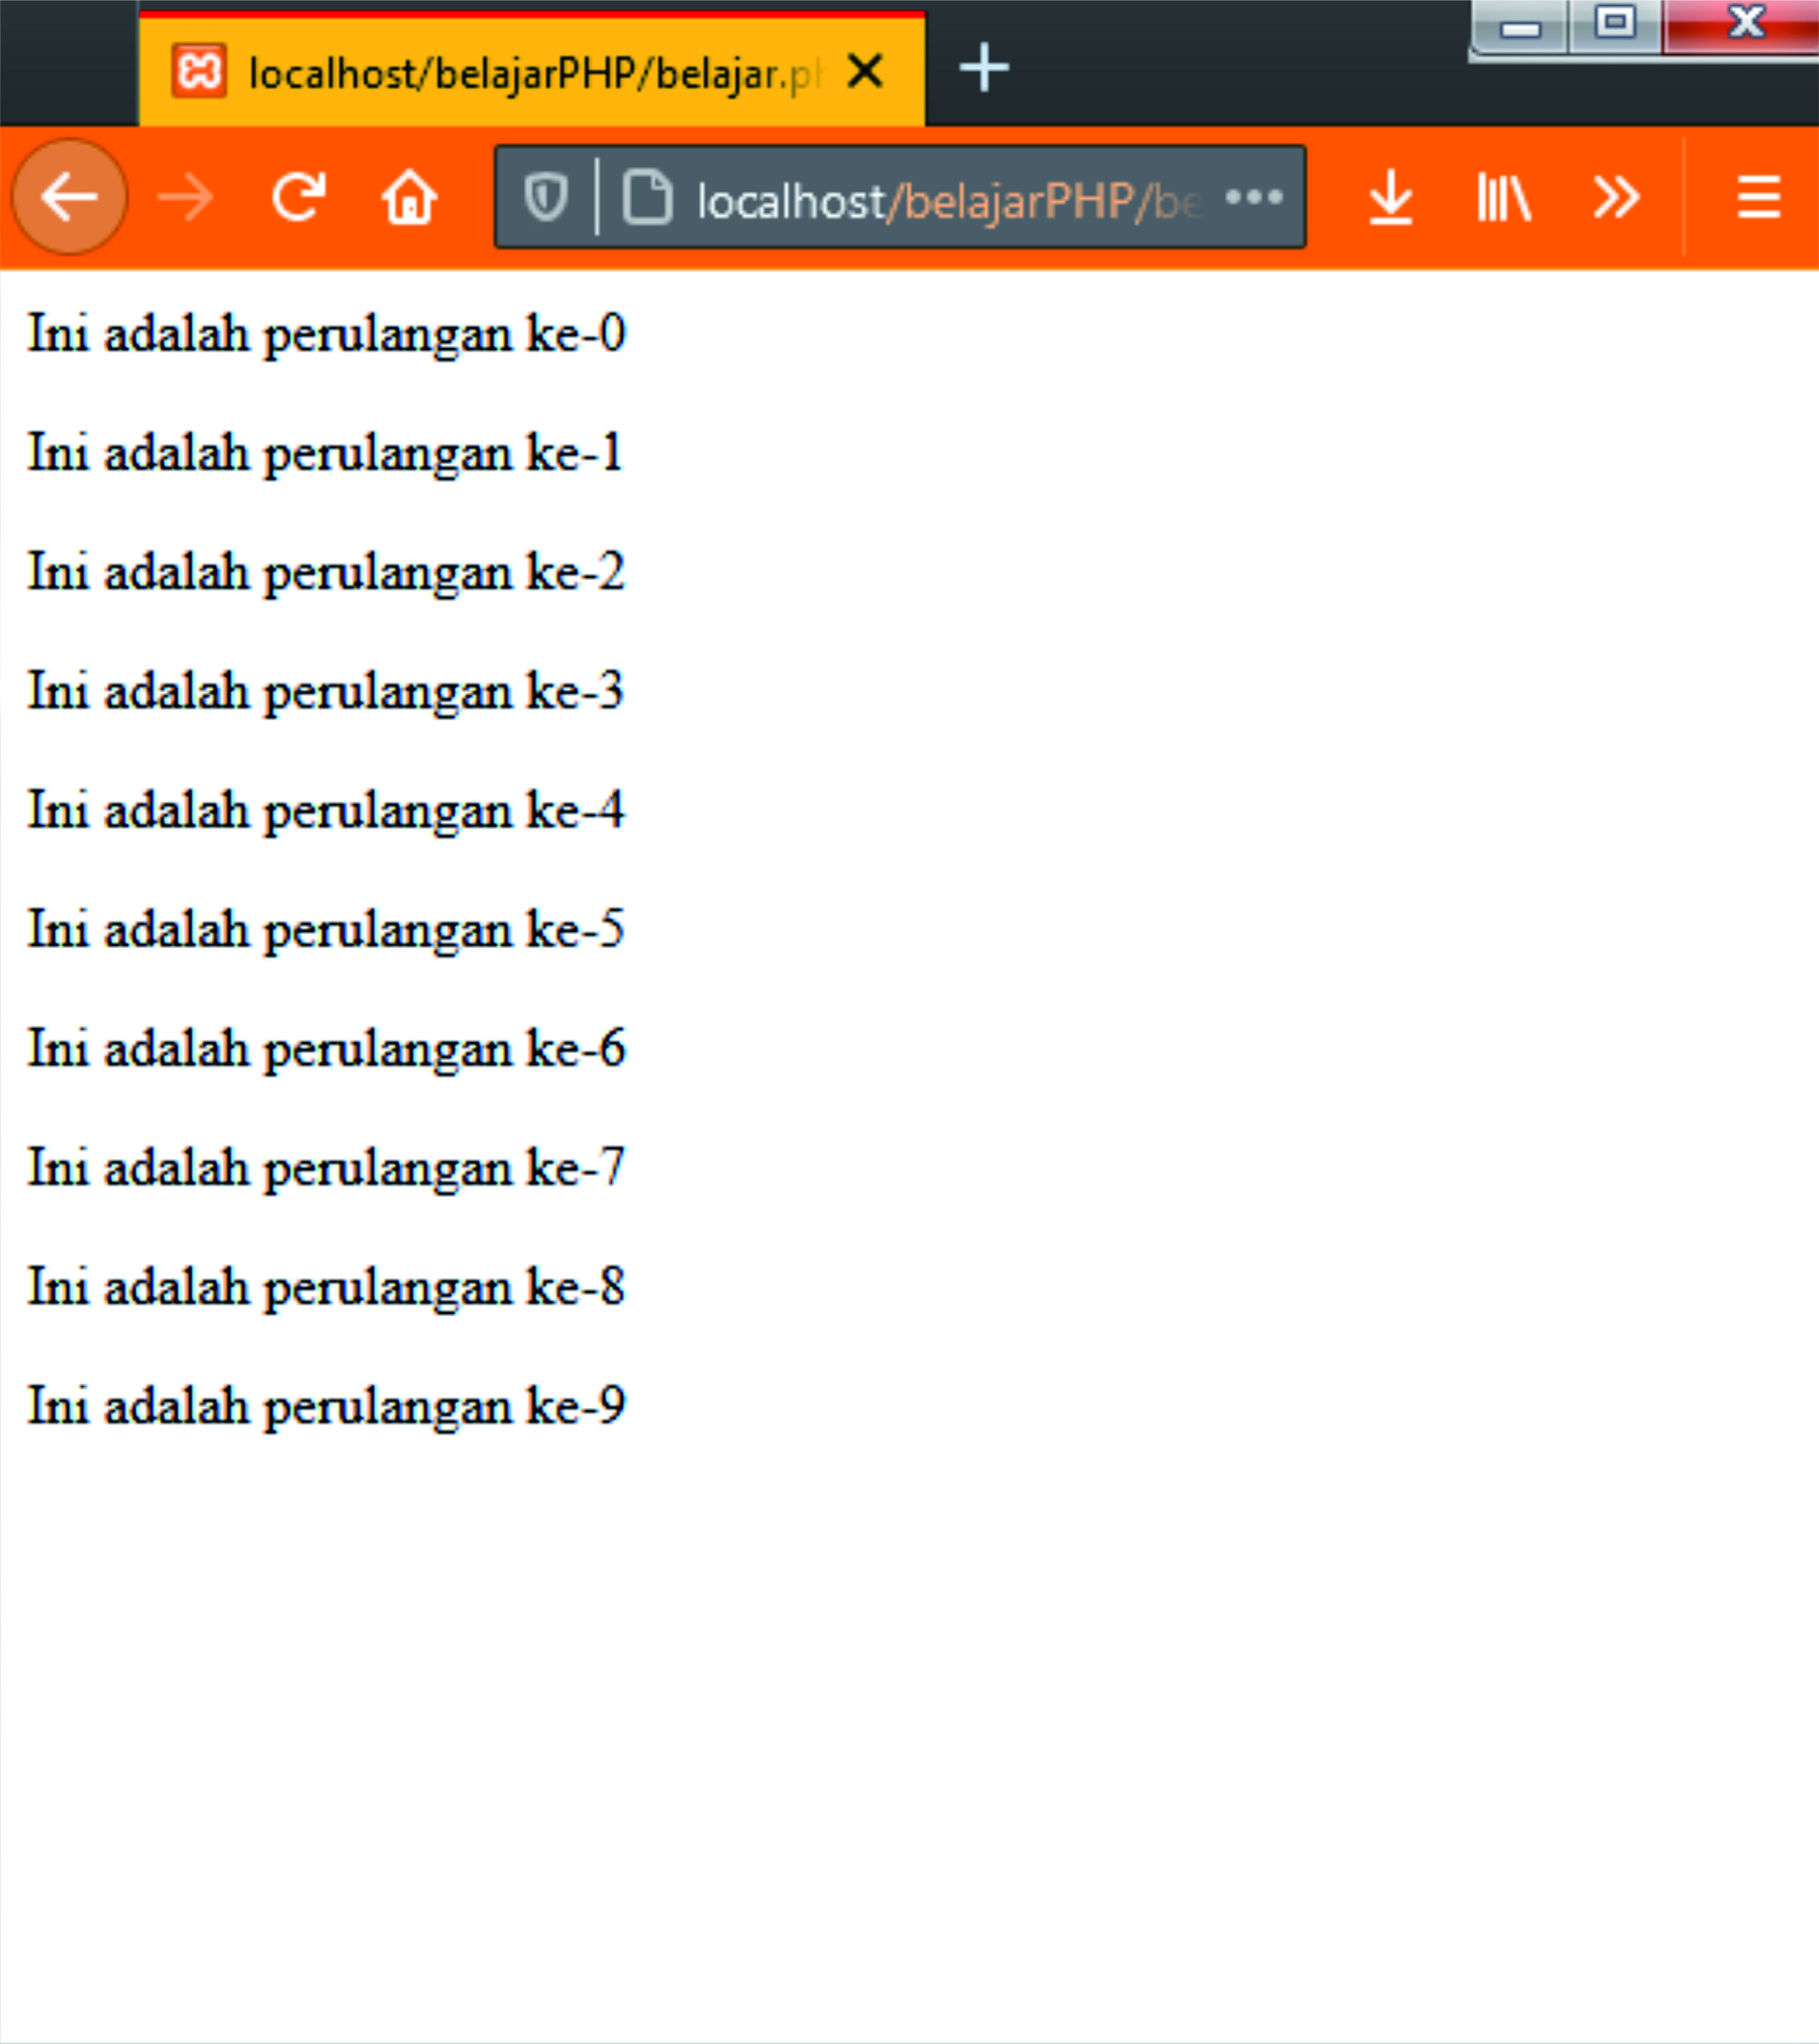 localhost/belajarPHP/belajar.ph
localhost/belajarPHP/be
Ini adalah perulangan ke-0
Ini adalah perulangan ke-1
Ini adalah perulangan ke-2
Ini adalah perulangan ke-3
Ini adalah perulangan ke-4
Ini adalah perulangan ke-5
Ini adalah perulangan ke-6
Ini adalah perulangan ke-7
Ini adalah perulangan ke-8
Ini adalah perulangan ke-9